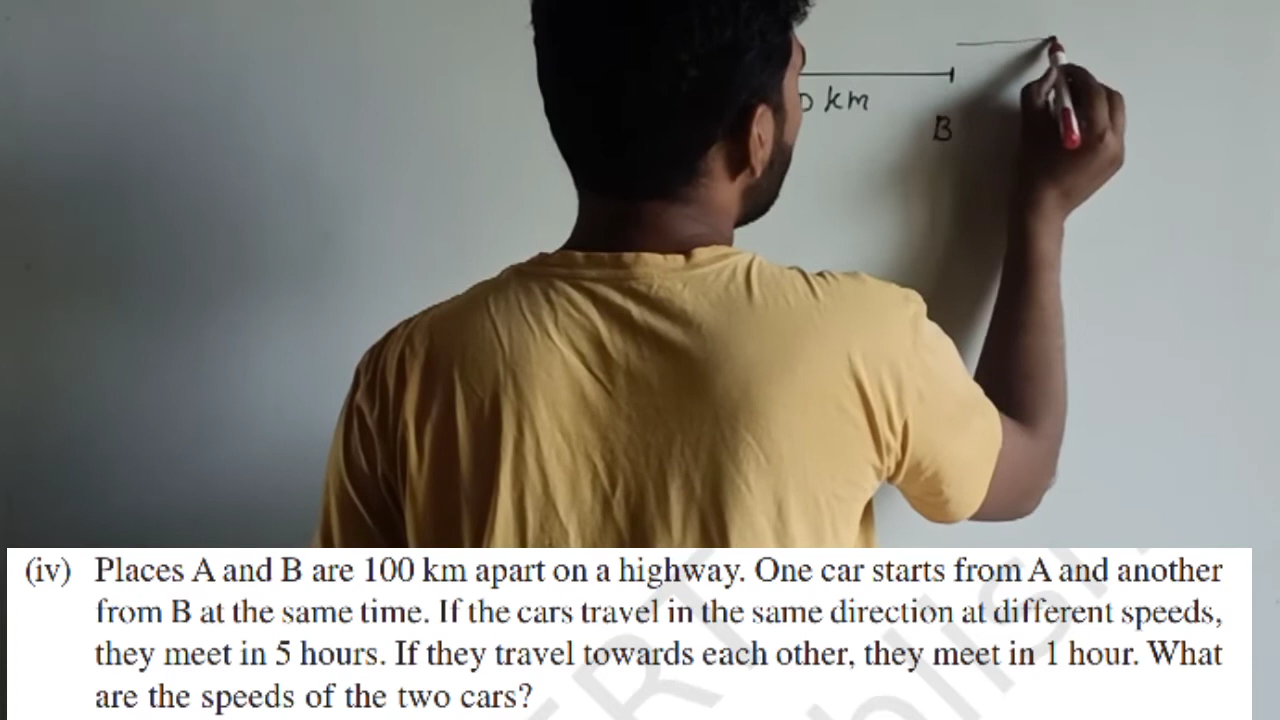 0 km
B
(iv) Places A and B are 100 km apart on a highway. One car starts from A and another
from B at the same time. If the cars travel in the same direction at different speeds,
they meet in 5 hours. If they travel towards each other, they meet in 1 hour. What
are the speeds of the two cars?